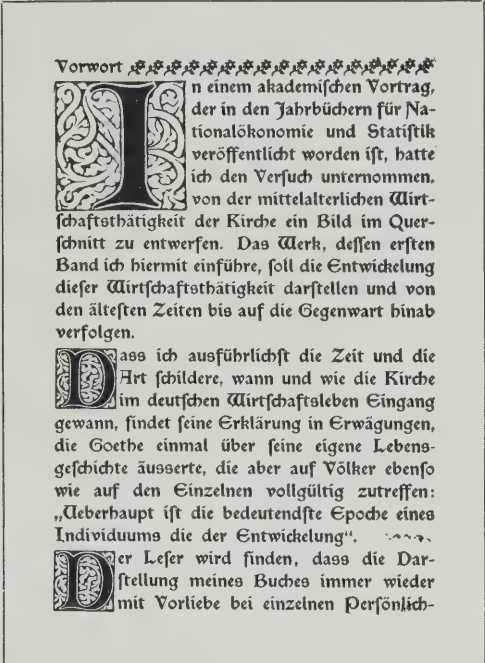 Vorwort
In einem akademiſchen Vortrag,
der in den Jahrbüchern für Na-
tionalökonomie und Statiſtik
veröffentlicht worden iſt, hatte
ich den Verſuch unternommen,
von der mittelalterlichen Wirt-
ſchaftsthätigkeit der Kirche ein Bild im Quer-
ſchnitt zu entwerfen. Das Werk, deſſen erſten
Band ich hiermit einführe, ſoll die Entwickelung
dieſer Wirtſchaftsthätigkeit darſtellen und von
den älteſten Zeiten bis auf die Gegenwart hinab
verfolgen.
Dass ich ausführlichſt die Zeit und die
Art ſchildere, wann und wie die Kirche
im deutſchen Wirtſchaftsleben Eingang
gewann, findet ſeine Erklärung in Erwägungen,
die Goethe einmal über ſeine eigene Lebens-
geſchichte äusserte, die aber auf Völker ebenſo
wie auf den Einzelnen vollgültig zutreffen:
„Ueberhaupt iſt die bedeutendſte Epoche eines
Individuums die der Entwickelung“.
Der Leſer wird finden, dass die Dar-
ſtellung meines Buches immer wieder
mit Vorliebe bei einzelnen Perſönlich-